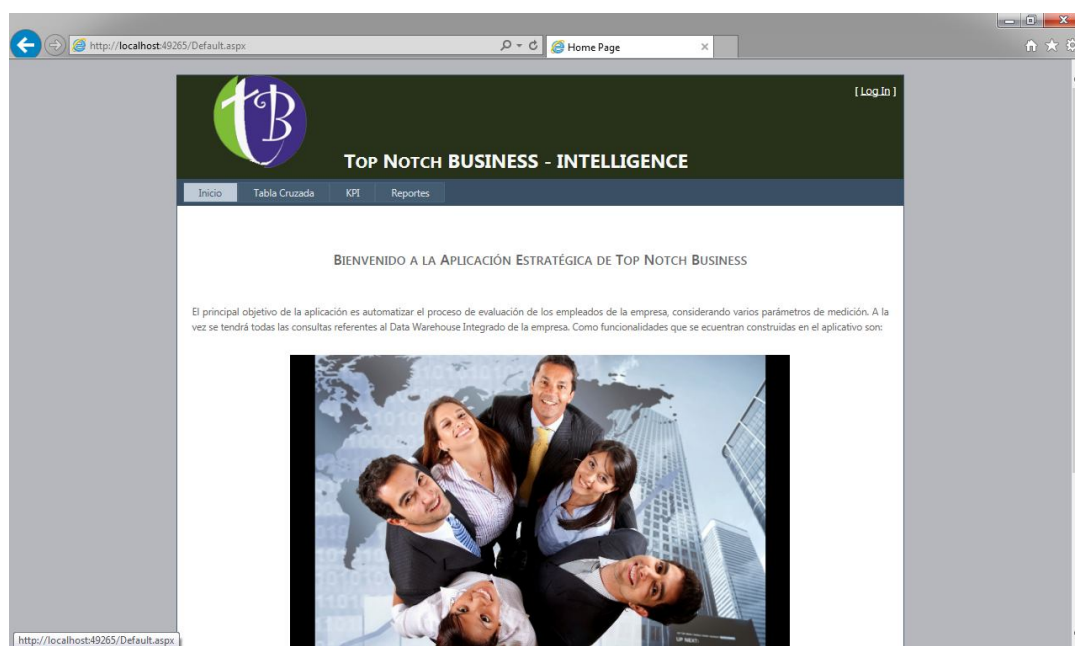 http://localhost:49265/Default.aspx
Home Page
tB
[ Log In ]
TOP NOTCH BUSINESS - INTELLIGENCE
Inicio Tabla Cruzada KPI Reportes
BIENVENIDO A LA APLICACIÓN ESTRATÉGICA DE TOP NOTCH BUSINESS
El principal objetivo de la aplicación es automatizar el proceso de evaluación de los empleados de la empresa, considerando varios parámetros de medición. A la
vez se tendrá todas las consultas referentes al Data Warehouse Integrado de la empresa. Como funcionalidades que se ecuentran construidas en el aplicativo son:
UP NEXT:
http://localhost:49265/Default.aspx